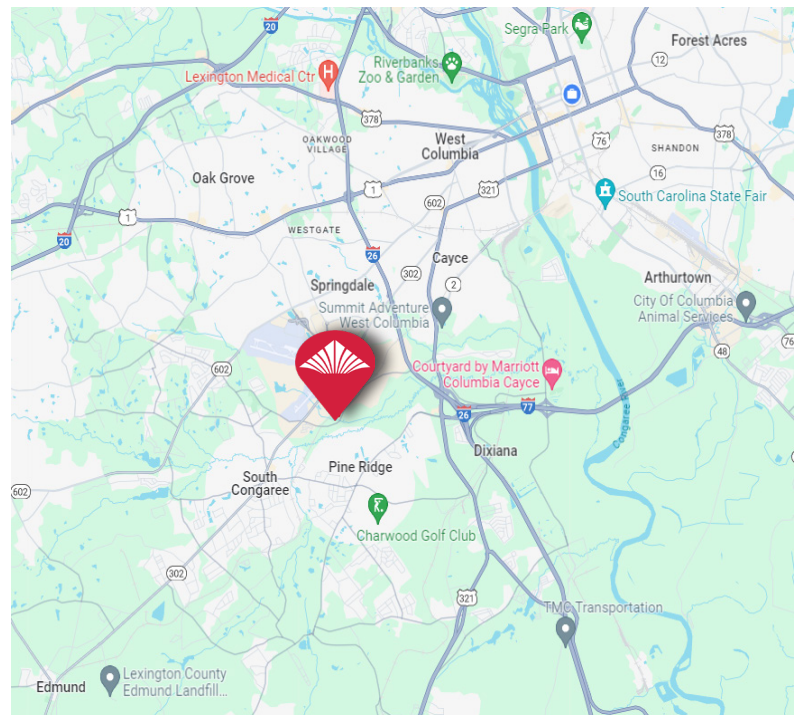 20
Segra Park
Forest Acres
Riverbanks
Zoo & Garden
12
Lexington Medical Ctr
H
378
OAKWOOD
VILLAGE
West
Columbia
76
378
SHANDON
Oak Grove
16
1
321
South Carolina State Fair
602
1
WESTGATE
20
26
Cayce
302
2
Arthurtown
Springdale
Summit Adventure
West Columbia
City Of Columbia
Animal Services
76
48
602
Courtyard by Marriott
Columbia Cayce
26
77
Congaree River
Dixiana
Pine Ridge
South
Congaree
602
Charwood Golf Club
302
321
TMC Transportation
Lexington County
Edmund Landfill...
Edmund